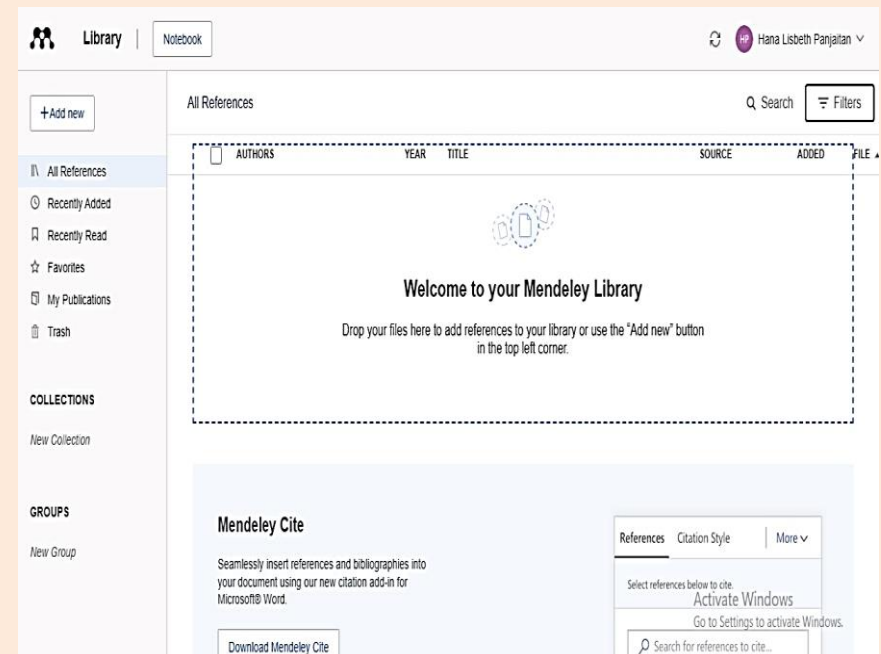 Library
Notebook
HP
Hana Lisbeth Panjaitan
+Add new
All References
Recently Added
Recently Read
Favorites
My Publications
Trash
COLLECTIONS
New Collection
GROUPS
New Group
All References
Search
Filters
AUTHORS YEAR TITLE SOURCE ADDED FILE
Welcome to your Mendeley Library
Drop your files here to add references to your library or use the “Add new” button
in the top left corner.
Mendeley Cite
Seamlessly insert references and bibliographies into
your document using our new citation add-in for
Microsoft® Word.
Download Mendeley Cite
References Citation Style More
Select references below to cite.
Activate Windows
Go to Settings to activate Windows.
Search for references to cite...